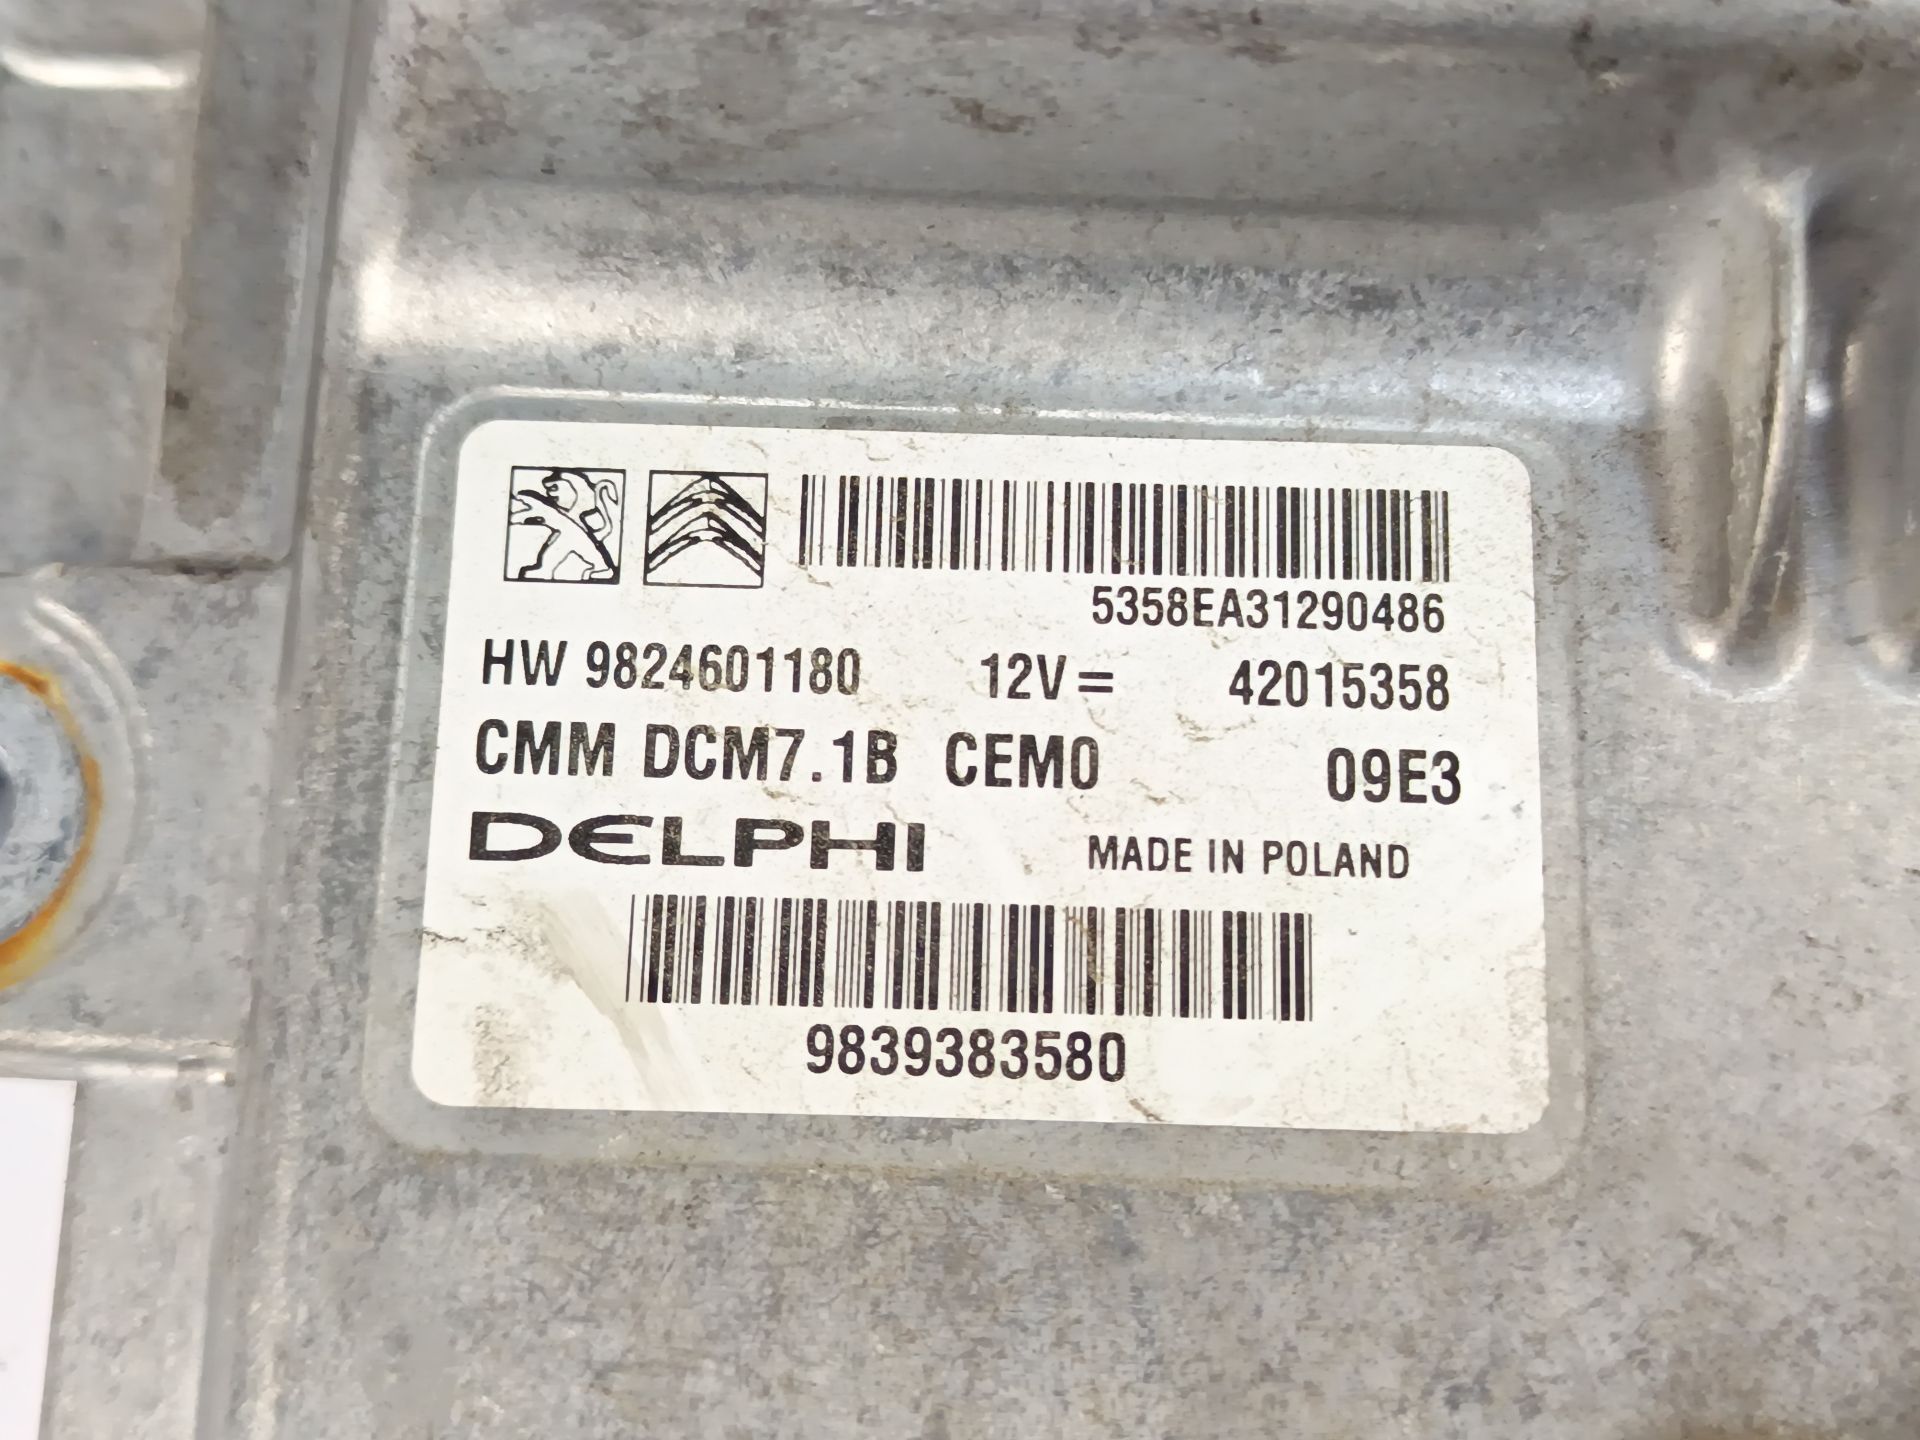 5358EA31290486
HW 9824601180 12V= 42015358
CMM DCM7.1B CEM0 09E3
DELPHI MADE IN POLAND
9839383580